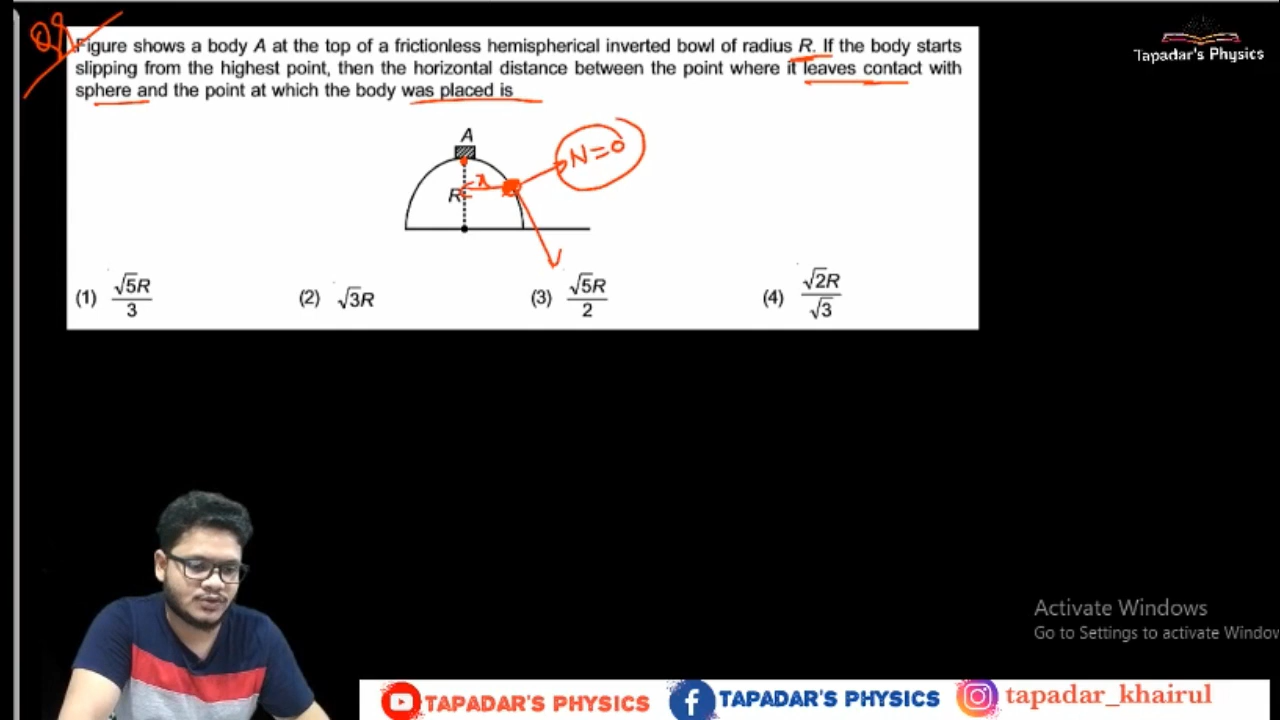 Q9
Tapadar's Physics
Figure shows a body A at the top of a frictionless hemispherical inverted bowl of radius R. If the body starts
slipping from the highest point, then the horizontal distance between the point where it leaves contact with
sphere and the point at which the body was placed is
A
N=0
x
R
(1) √5R/3 (2) √3R (3) √5R/2 (4) √2R/√3
Activate Windows
Go to Settings to activate Window
TAPADAR'S PHYSICS TAPADAR'S PHYSICS tapadar_khairul